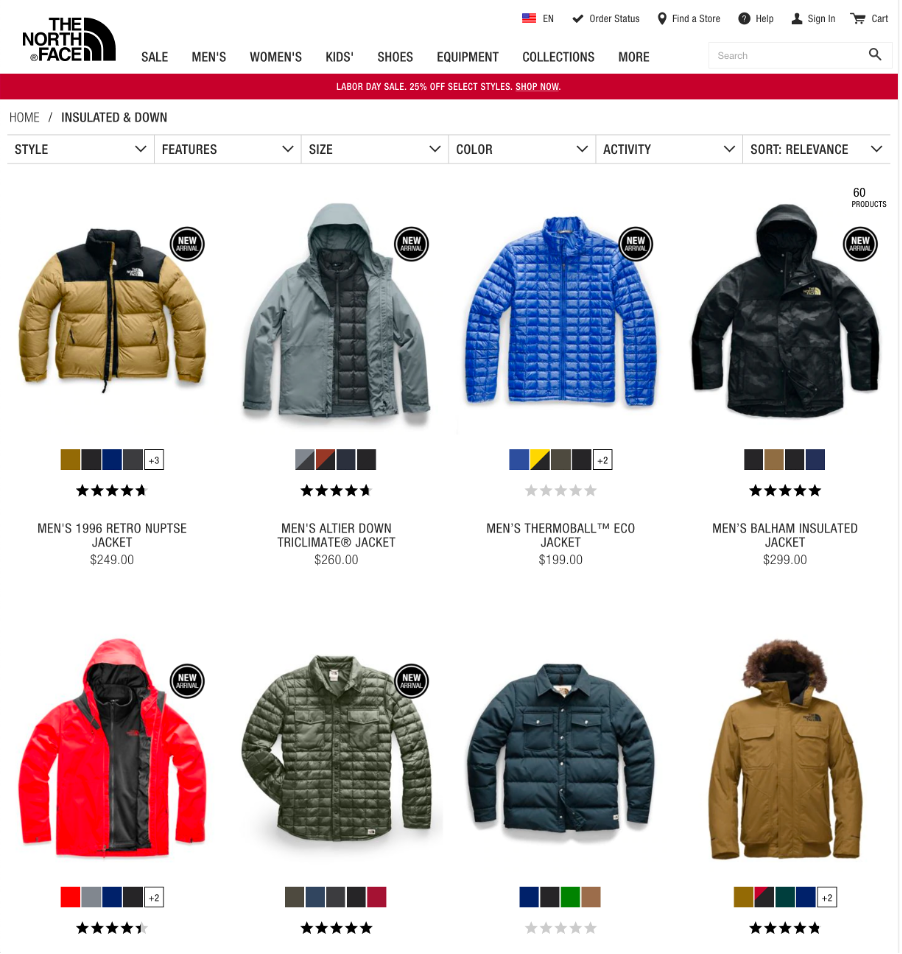 EN
Order Status
Find a Store
? Help
Sign In
Cart
THE
NORTH
®FACE
SALE
MEN'S
WOMEN'S
KIDS'
SHOES
EQUIPMENT
COLLECTIONS
MORE
Search
LABOR DAY SALE. 25% OFF SELECT STYLES. SHOP NOW.
HOME / INSULATED & DOWN
STYLE
FEATURES
SIZE
COLOR
ACTIVITY
SORT: RELEVANCE
60
PRODUCTS
NEW
ARRIVAL
NEW
ARRIVAL
NEW
ARRIVAL
NEW
ARRIVAL
+3
+2
MEN'S 1996 RETRO NUPTSE
JACKET
$249.00
MEN'S ALTIER DOWN
TRICLIMATE® JACKET
$260.00
MEN’S THERMOBALL™ ECO
JACKET
$199.00
MEN’S BALHAM INSULATED
JACKET
$299.00
NEW
ARRIVAL
NEW
ARRIVAL
+2
+2